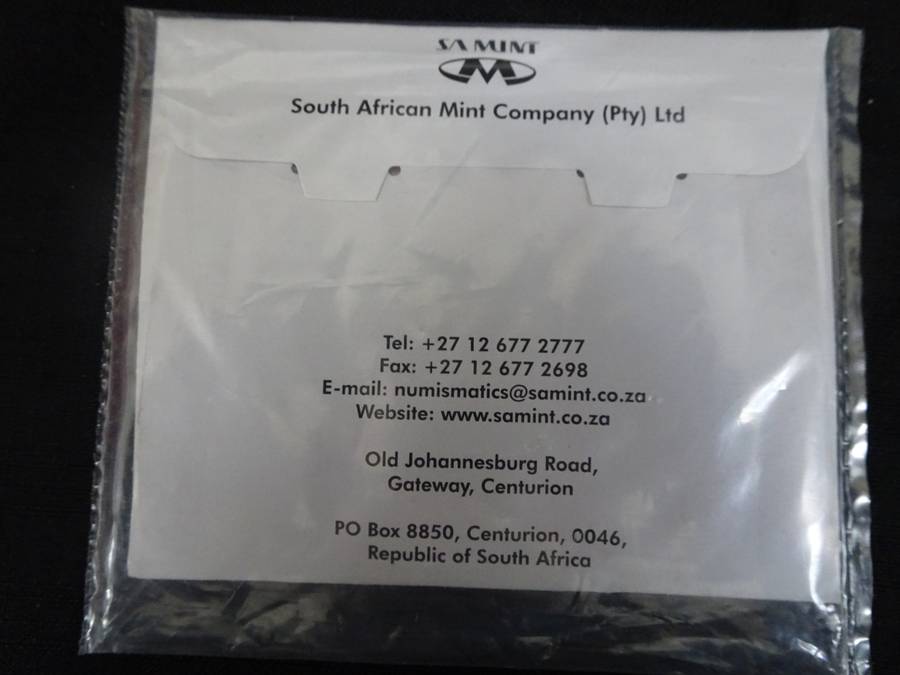 SA MINT
South African Mint Company (Pty) Ltd
Tel: +27 12 677 2777
Fax: +27 12 677 2698
E-mail: numismatics@samint.co.za
Website: www.samint.co.za
Old Johannesburg Road,
Gateway, Centurion
PO Box 8850, Centurion, 0046,
Republic of South Africa